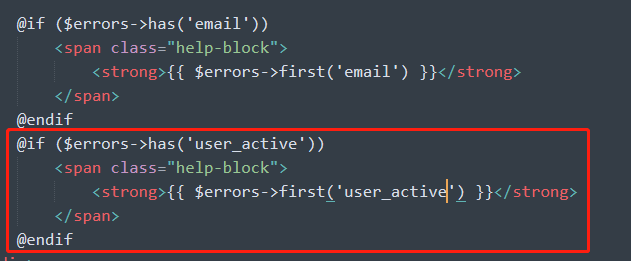 @if ($errors->has('email'))
<span class="help-block">
<strong>{{ $errors->first('email') }}</strong>
</span>
@endif
@if ($errors->has('user_active'))
<span class="help-block">
<strong>{{ $errors->first('user_active') }}</strong>
</span>
@endif